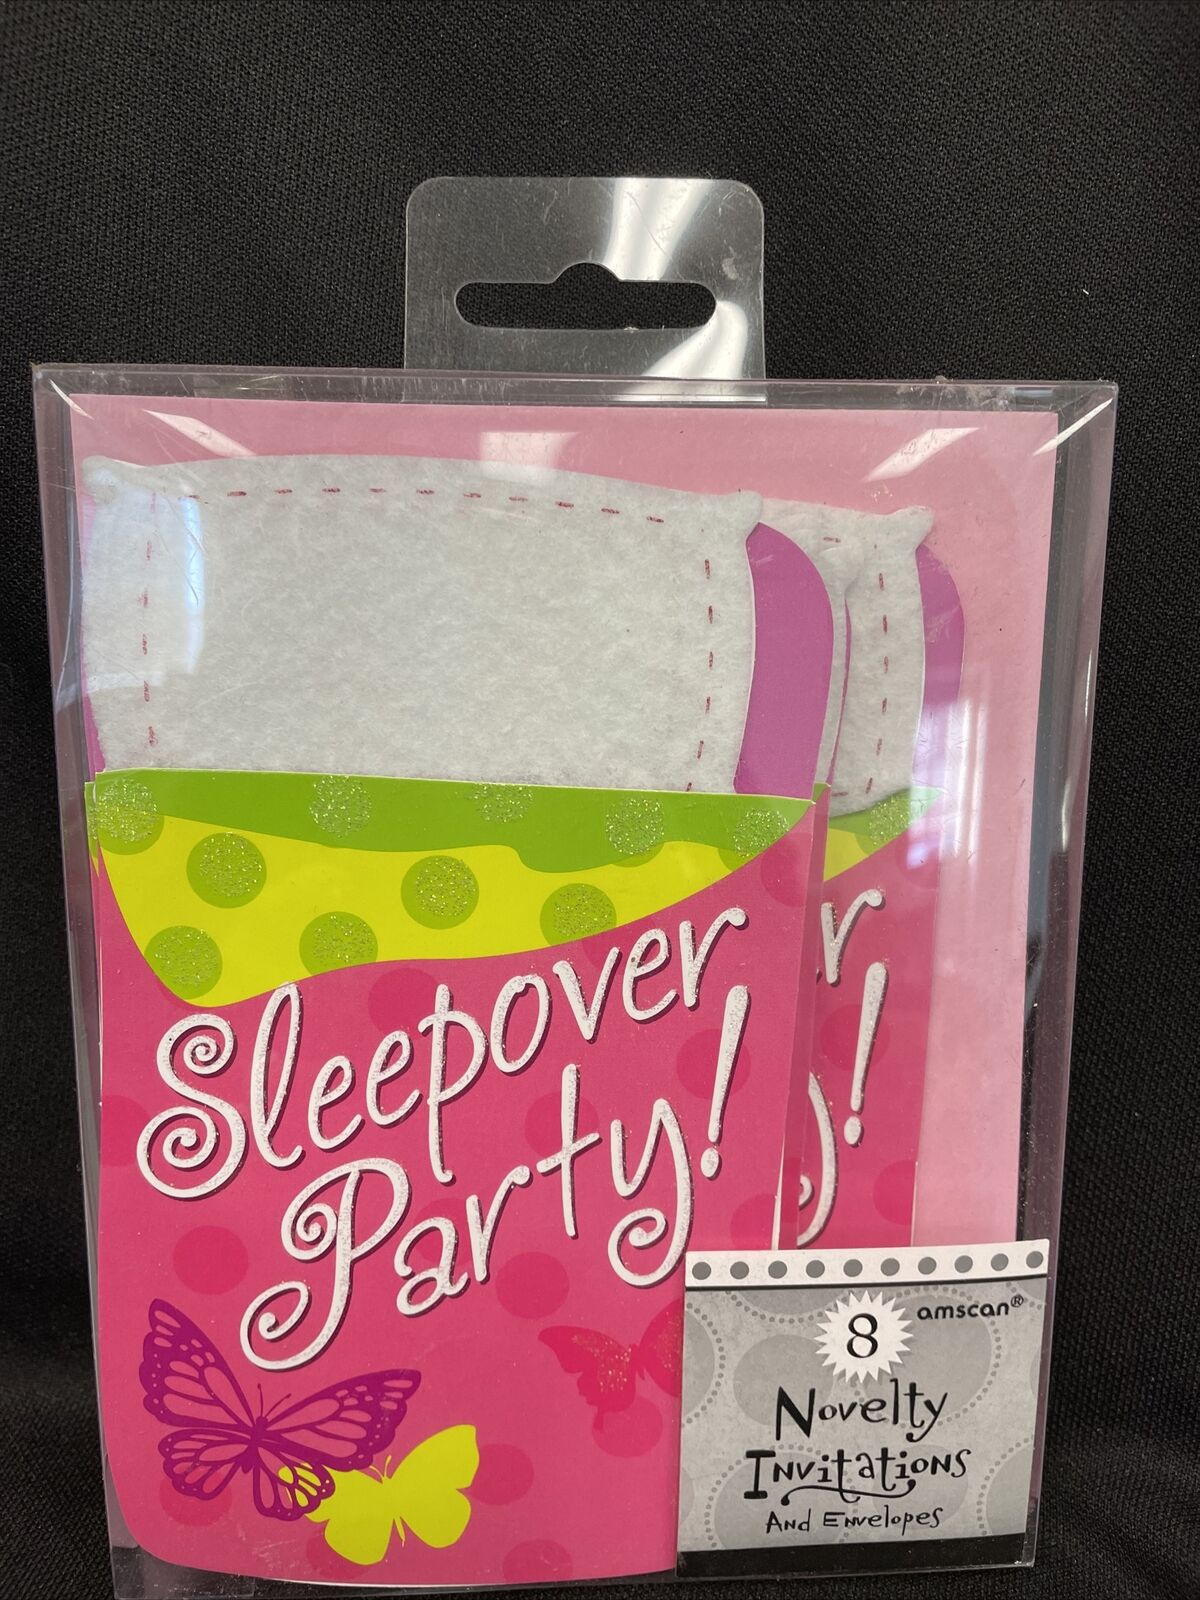 Sleepover
Party!
r
y!
amscan®
8
Novelty
Invitations
And Envelopes